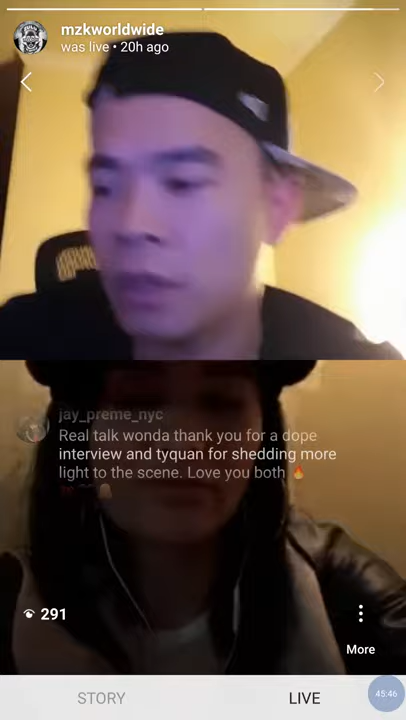 mzkworldwide
was live • 20h ago
jay_preme_nyc
Real talk wonda thank you for a dope
interview and tyquan for shedding more
light to the scene. Love you both 🔥
291
More
STORY
LIVE
45:46